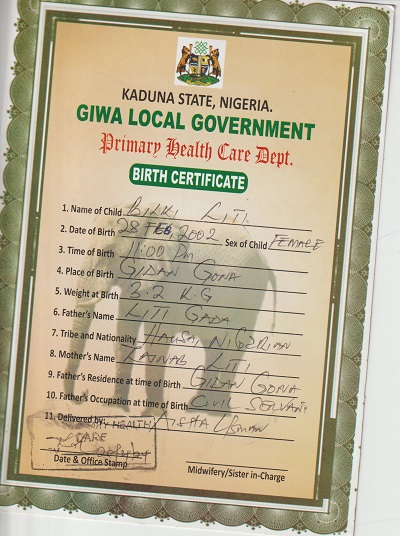 KADUNA STATE, NIGERIA.
GIWA LOCAL GOVERNMENT
Primary Health Care Dept.
BIRTH CERTIFICATE
1. Name of Child BILKI LITI
2. Date of Birth 28 FEB, 2002 Sex of Child FEMALE
3. Time of Birth 11:00 Pm
4. Place of Birth GIDAN GONA
5. Weight at Birth 3.2 K.G
6. Father's Name LITI GADA
7. Tribe and Nationality HAUSA, NIGERIAN
8. Mother's Name ZAINAB LITI
9. Father's Residence at time of Birth GIDAN GONA
10. Father's Occupation at time of Birth CIVIL SERVANT
11. Delivered by: AISHA USMAN
HEALTH
CARE
Date & Office Stamp
Midwifery/Sister in-Charge